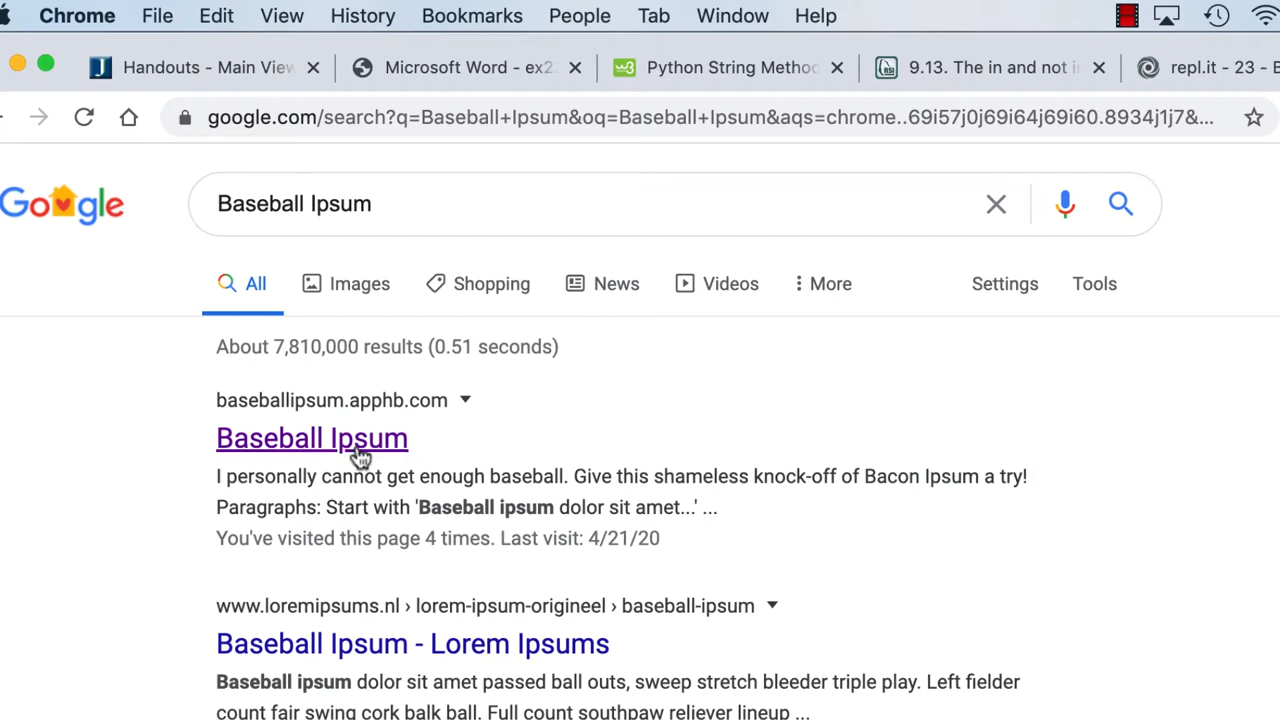 Chrome File Edit View History Bookmarks People Tab Window Help
Handouts - Main View Microsoft Word - ex2 Python String Metho 9.13. The in and not i repl.it - 23 -
google.com/search?q=Baseball+Ipsum&oq=Baseball+Ipsum&aqs=chrome..69i57j0j69i64j69i60.8934j1j7&...
Google Baseball Ipsum
All Images Shopping News Videos More Settings Tools
About 7,810,000 results (0.51 seconds)
baseballipsum.apphb.com
Baseball Ipsum
I personally cannot get enough baseball. Give this shameless knock-off of Bacon Ipsum a try!
Paragraphs: Start with 'Baseball ipsum dolor sit amet...' ...
You've visited this page 4 times. Last visit: 4/21/20
www.loremipsums.nl › lorem-ipsum-origineel › baseball-ipsum
Baseball Ipsum - Lorem Ipsums
Baseball ipsum dolor sit amet passed ball outs, sweep stretch bleeder triple play. Left fielder
count fair swing cork balk ball. Full count southpaw reliever lineup ...